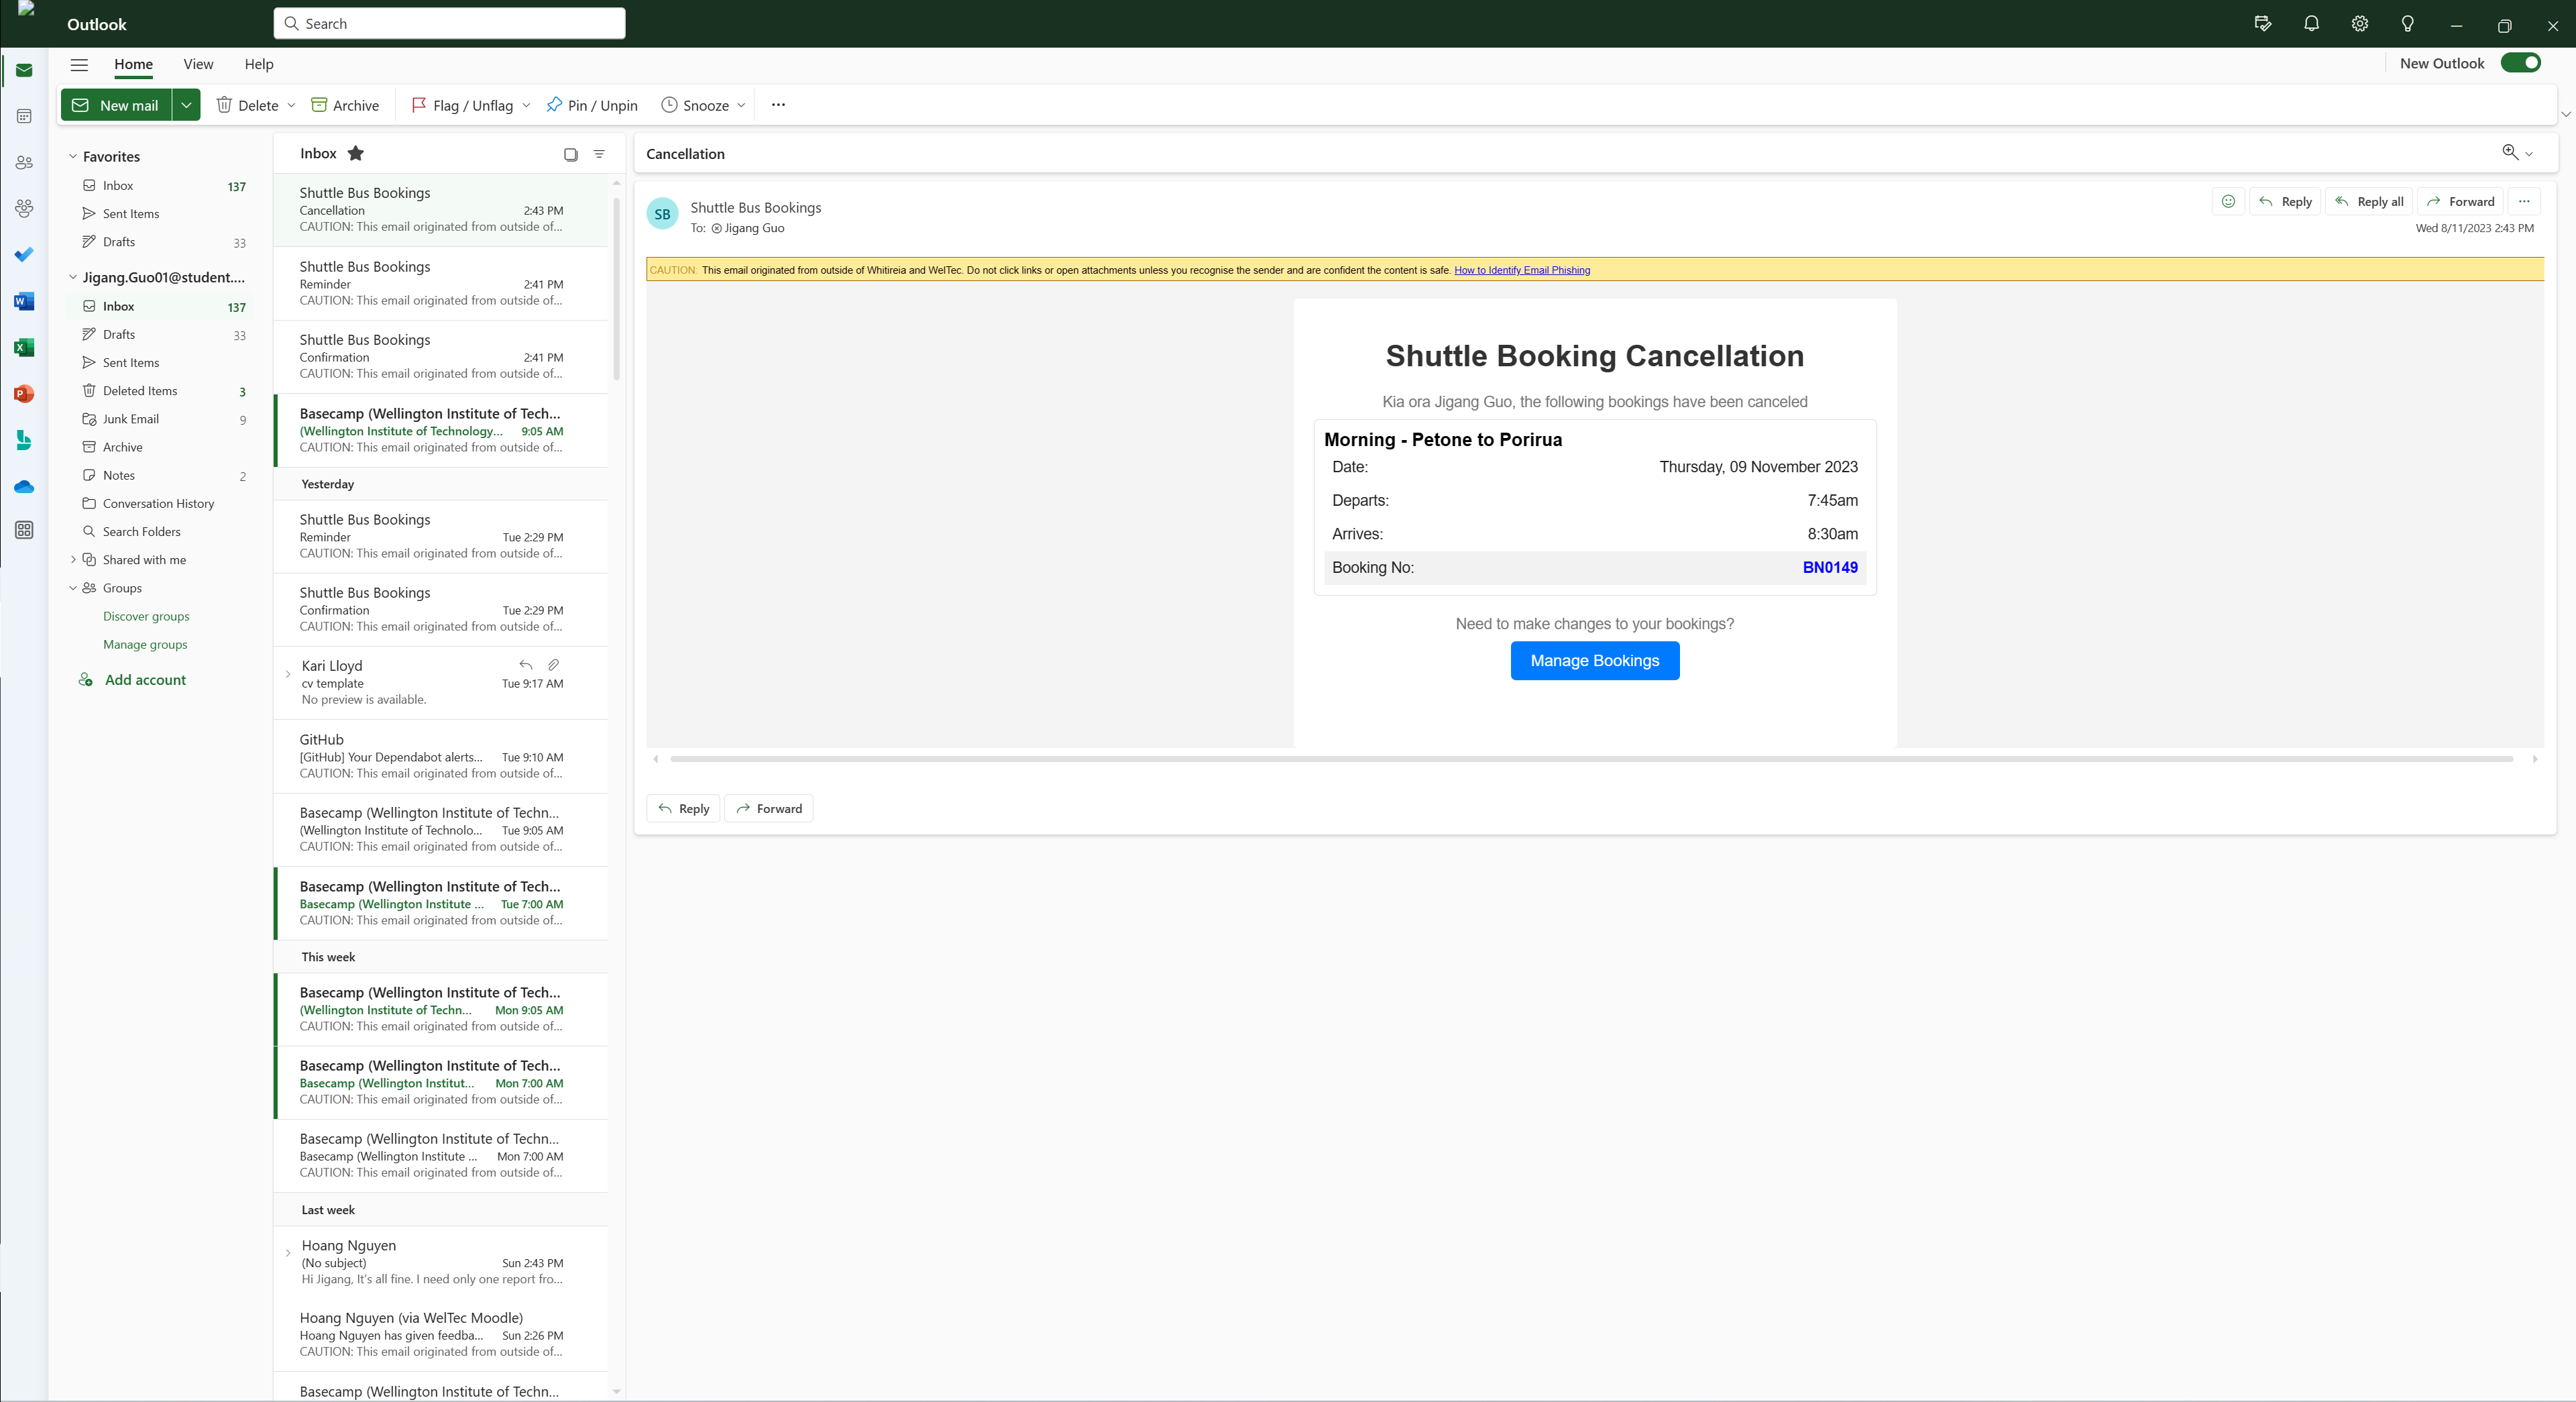 Outlook
Search
Home View Help
New Outlook
New mail Delete Archive Flag / Unflag Pin / Unpin Snooze ...
Favorites
Inbox 137
Sent Items
Drafts 33
Jigang.Guo01@student....
Inbox 137
Drafts 33
Sent Items
Deleted Items 3
Junk Email 9
Archive
Notes 2
Conversation History
Search Folders
Shared with me
Groups
Discover groups
Manage groups
Add account
Inbox
Shuttle Bus Bookings
Cancellation 2:43 PM
CAUTION: This email originated from outside of...
Shuttle Bus Bookings
Reminder 2:41 PM
CAUTION: This email originated from outside of...
Shuttle Bus Bookings
Confirmation 2:41 PM
CAUTION: This email originated from outside of...
Basecamp (Wellington Institute of Tech...
(Wellington Institute of Technology... 9:05 AM
CAUTION: This email originated from outside of...
Yesterday
Shuttle Bus Bookings
Reminder Tue 2:29 PM
CAUTION: This email originated from outside of...
Shuttle Bus Bookings
Confirmation Tue 2:29 PM
CAUTION: This email originated from outside of...
Kari Lloyd
cv template Tue 9:17 AM
No preview is available.
GitHub
[GitHub] Your Dependabot alerts... Tue 9:10 AM
CAUTION: This email originated from outside of...
Basecamp (Wellington Institute of Techn...
(Wellington Institute of Technolo... Tue 9:05 AM
CAUTION: This email originated from outside of...
Basecamp (Wellington Institute of Tech...
Basecamp (Wellington Institute ... Tue 7:00 AM
CAUTION: This email originated from outside of...
This week
Basecamp (Wellington Institute of Tech...
(Wellington Institute of Techn... Mon 9:05 AM
CAUTION: This email originated from outside of...
Basecamp (Wellington Institute of Tech...
Basecamp (Wellington Institut... Mon 7:00 AM
CAUTION: This email originated from outside of...
Basecamp (Wellington Institute of Techn...
Basecamp (Wellington Institute ... Mon 7:00 AM
CAUTION: This email originated from outside of...
Last week
Hoang Nguyen
(No subject) Sun 2:43 PM
Hi Jigang, It's all fine. I need only one report fro...
Hoang Nguyen (via WelTec Moodle)
Hoang Nguyen has given feedba... Sun 2:26 PM
CAUTION: This email originated from outside of...
Basecamp (Wellington Institute of Techn...
Cancellation
SB
Shuttle Bus Bookings
To: Jigang Guo
Reply Reply all Forward ...
Wed 8/11/2023 2:43 PM
CAUTION: This email originated from outside of Whitireia and WelTec. Do not click links or open attachments unless you recognise the sender and are confident the content is safe. How to Identify Email Phishing
Shuttle Booking Cancellation
Kia ora Jigang Guo, the following bookings have been canceled
Morning - Petone to Porirua
Date: Thursday, 09 November 2023
Departs: 7:45am
Arrives: 8:30am
Booking No: BN0149
Need to make changes to your bookings?
Manage Bookings
Reply Forward